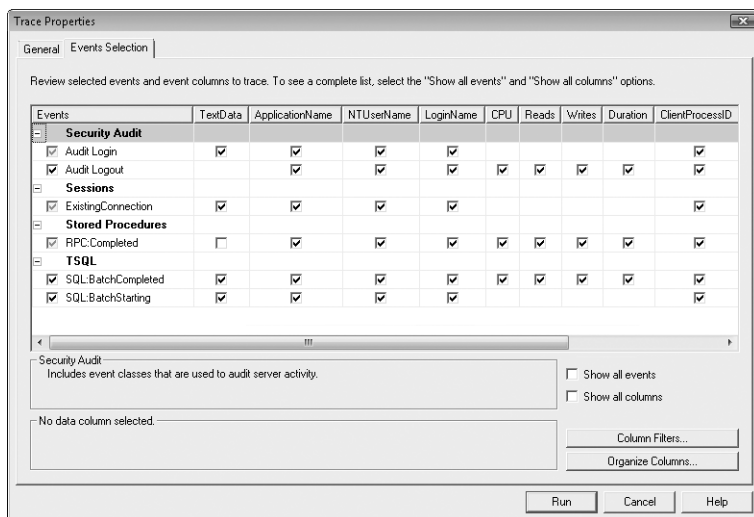 Trace Properties
General Events Selection
Review selected events and event columns to trace. To see a complete list, select the "Show all events" and "Show all columns" options.
Events TextData ApplicationName NTUserName LoginName CPU Reads Writes Duration ClientProcessID
Security Audit
Audit Login
Audit Logout
Sessions
ExistingConnection
Stored Procedures
RPC:Completed
TSQL
SQL:BatchCompleted
SQL:BatchStarting
Security Audit
Includes event classes that are used to audit server activity.
Show all events
Show all columns
No data column selected.
Column Filters...
Organize Columns...
Run Cancel Help